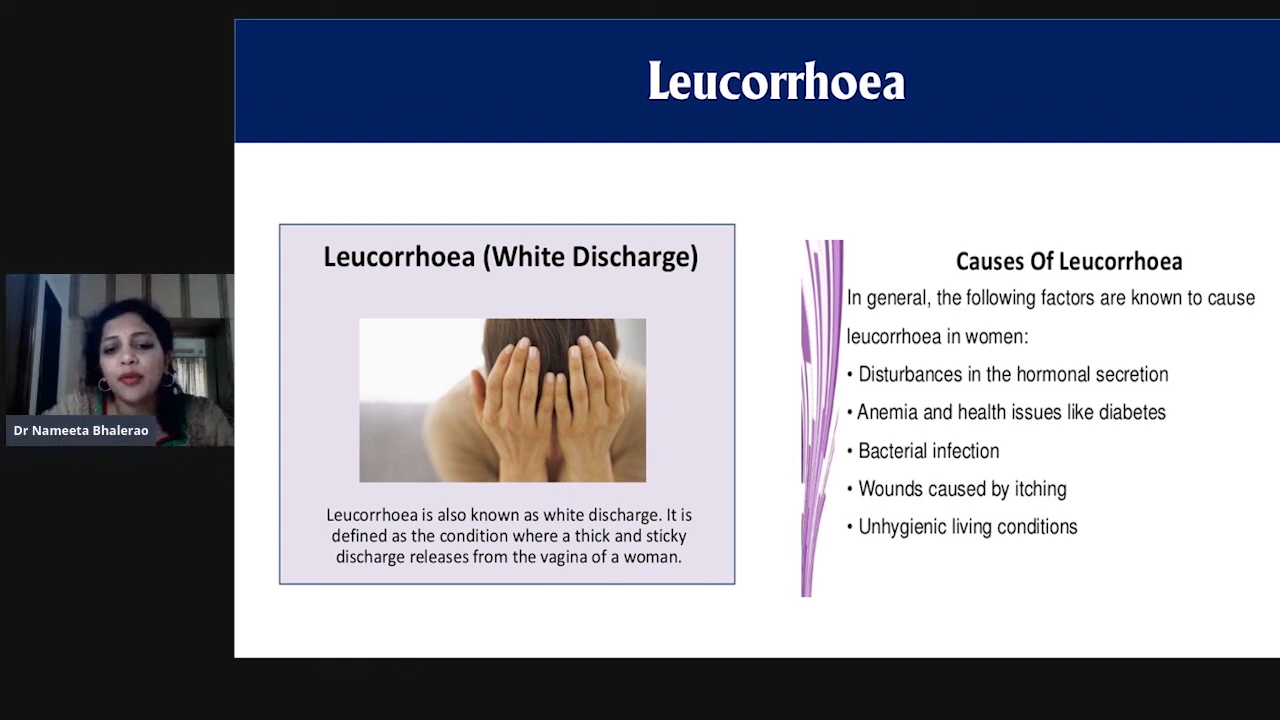 Leucorrhoea
Leucorrhoea (White Discharge)
Leucorrhoea is also known as white discharge. It is
defined as the condition where a thick and sticky
discharge releases from the vagina of a woman.
Causes Of Leucorrhoea
In general, the following factors are known to cause
leucorrhoea in women:
• Disturbances in the hormonal secretion
• Anemia and health issues like diabetes
• Bacterial infection
• Wounds caused by itching
• Unhygienic living conditions
Dr Nameeta Bhalerao